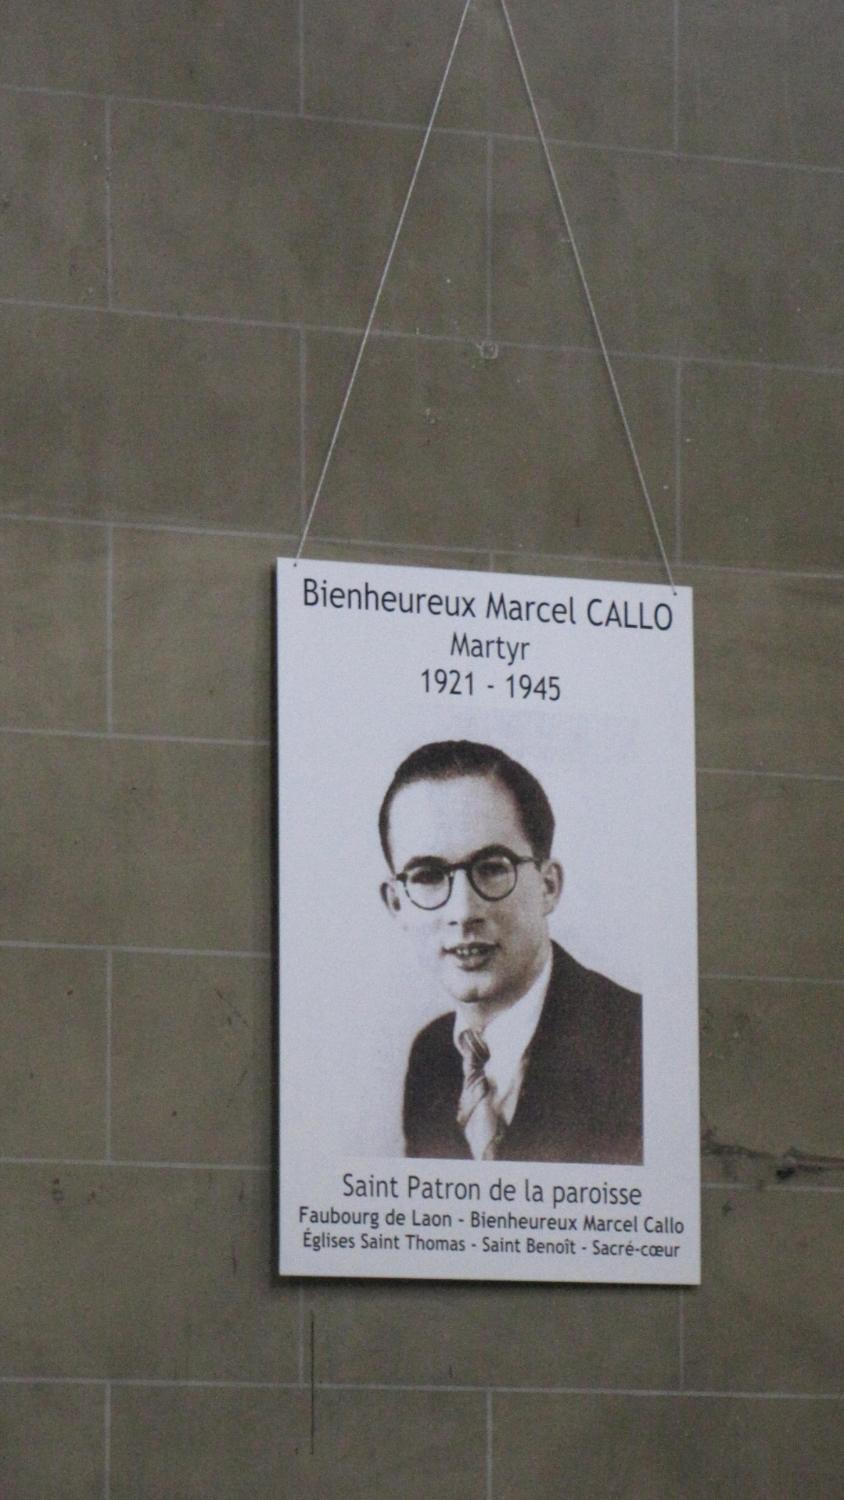 Bienheureux Marcel CALLO
Martyr
1921 - 1945
Saint Patron de la paroisse
Faubourg de Laon - Bienheureux Marcel Callo
Églises Saint Thomas - Saint Benoît - Sacré-cœur